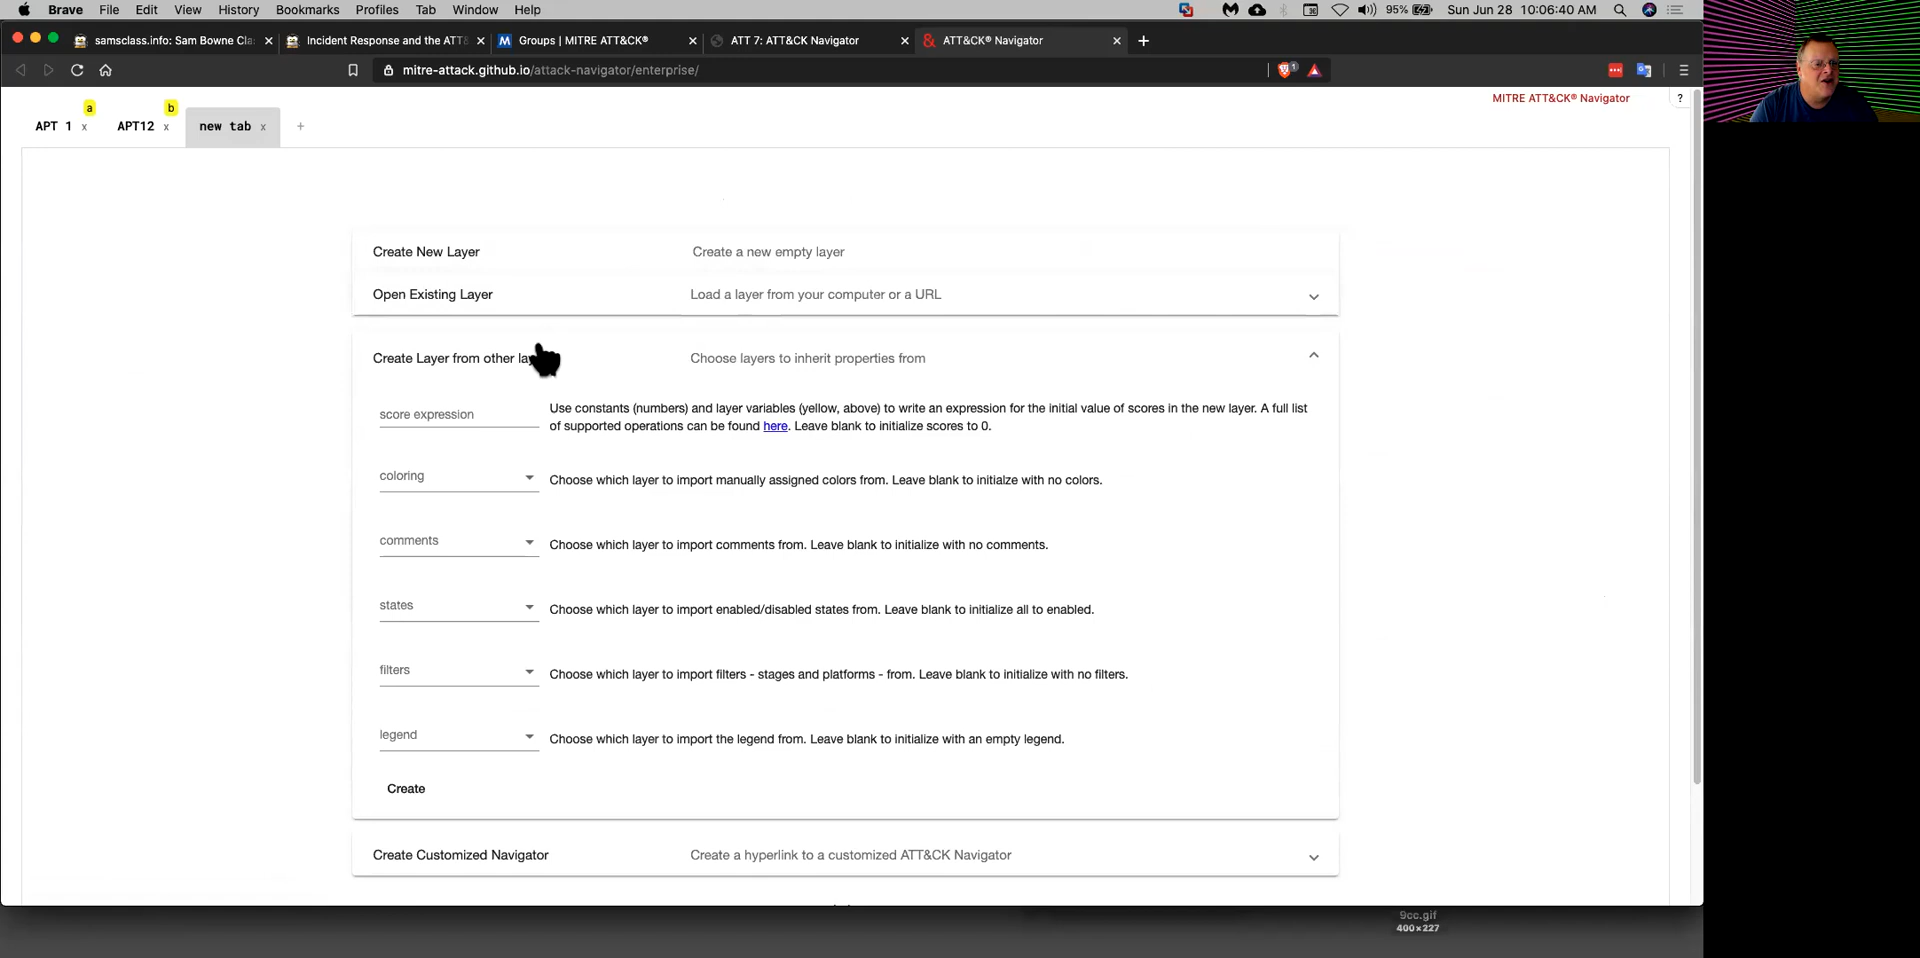 Brave File Edit View History Bookmarks Profiles Tab Window Help 95% Sun Jun 28 10:06:40 AM
samsclass.info: Sam Bowne Cla × Incident Response and the ATT& × Groups | MITRE ATT&CK® × ATT 7: ATT&CK Navigator × ATT&CK® Navigator × +
mitre-attack.github.io/attack-navigator/enterprise/ 1
MITRE ATT&CK® Navigator ?
a b
APT 1 x APT12 x new tab x +
Create New Layer Create a new empty layer
Open Existing Layer Load a layer from your computer or a URL
Create Layer from other la Choose layers to inherit properties from
score expression Use constants (numbers) and layer variables (yellow, above) to write an expression for the initial value of scores in the new layer. A full list
of supported operations can be found here. Leave blank to initialize scores to 0.
coloring Choose which layer to import manually assigned colors from. Leave blank to initialze with no colors.
comments Choose which layer to import comments from. Leave blank to initialize with no comments.
states Choose which layer to import enabled/disabled states from. Leave blank to initialize all to enabled.
filters Choose which layer to import filters - stages and platforms - from. Leave blank to initialize with no filters.
legend Choose which layer to import the legend from. Leave blank to initialize with an empty legend.
Create
Create Customized Navigator Create a hyperlink to a customized ATT&CK Navigator
9cc.gif
400×227